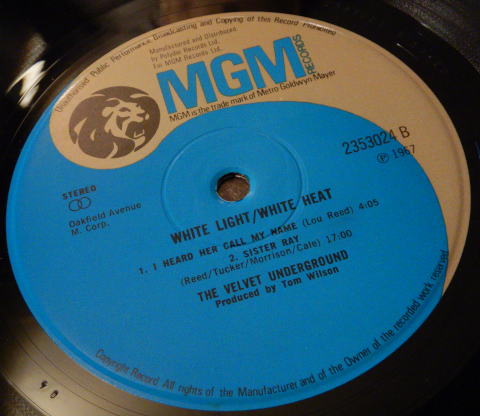 Unauthorised Public Performance, Broadcasting and Copying of this Record Prohibited
Manufactured and Distributed
by Polydor Records Ltd.
For MGM Records Ltd.
MGM
RECORDS
MGM is the trade mark of Metro Goldwyn Mayer
2353024 B
℗ 1967
STEREO
Oakfield Avenue
M. Corp.
WHITE LIGHT/WHITE HEAT
1. I HEARD HER CALL MY NAME (Lou Reed) 4:05
2. SISTER RAY
(Reed/Tucker/Morrison/Cale) 17:00
THE VELVET UNDERGROUND
Produced by Tom Wilson
Copyright Record All rights of the Manufacturer and of the Owner of the recorded work reserved